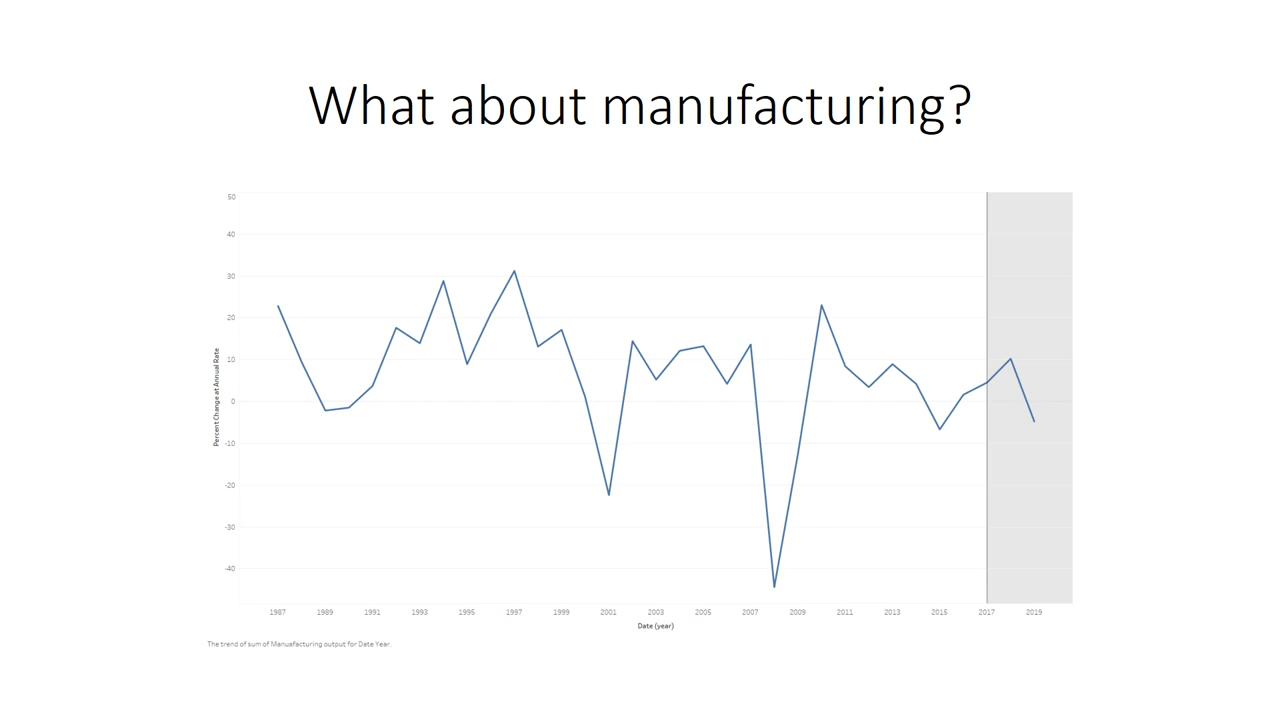 What about manufacturing?
50
40
30
20
10
0
-10
-20
-30
-40
Percent Change at Annual Rate
1987 1989 1991 1993 1995 1997 1999 2001 2003 2005 2007 2009 2011 2013 2015 2017 2019
Date (year)
The trend of sum of Manuafacturing output for Date Year.